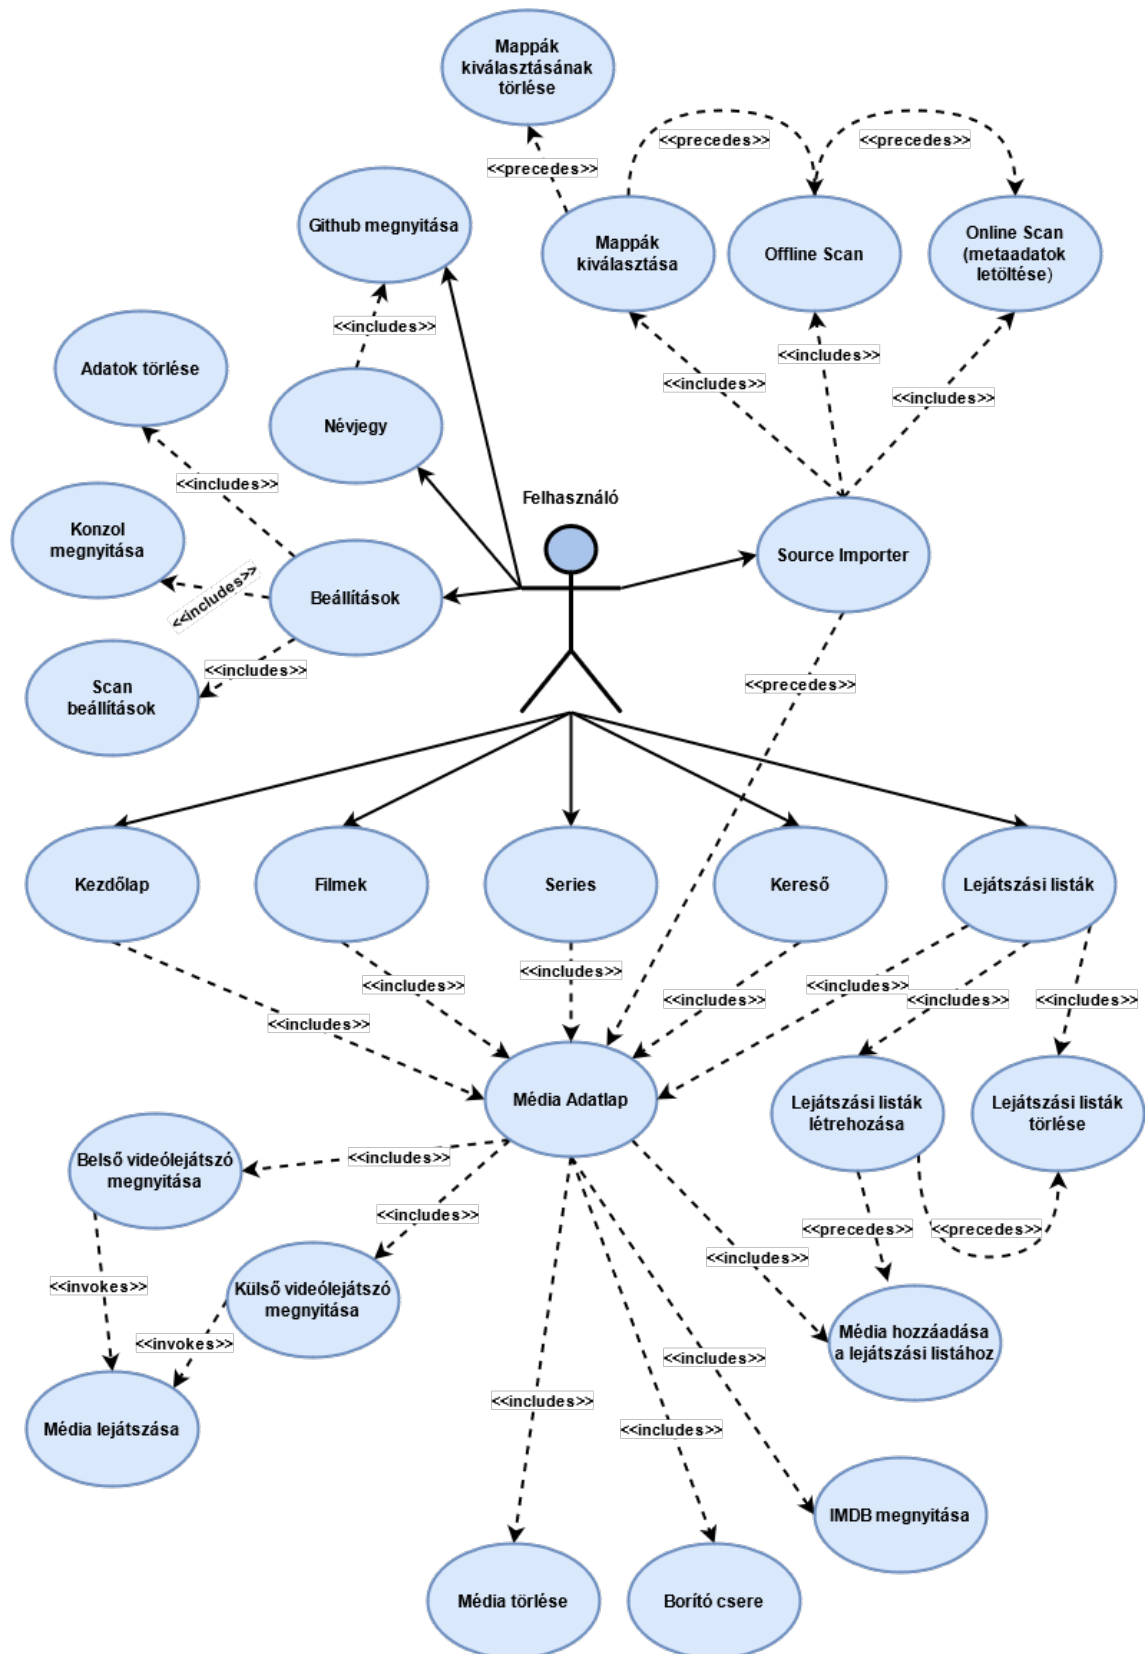 Mappák
kiválasztásának
törlése
<<precedes>>
<<precedes>>
<<precedes>>
Github megnyitása
Mappák
kiválasztása
Offline Scan
Online Scan
(metaadatok
letöltése)
<<includes>>
Adatok törlése
<<includes>>
<<includes>>
<<includes>>
Névjegy
<<includes>>
Felhasználó
Konzol
megnyitása
<<includes>>
Beállítások
Source Importer
<<includes>>
Scan
beállítások
<<precedes>>
Kezdőlap
Filmek
Series
Kereső
Lejátszási listák
<<includes>>
<<includes>>
<<includes>>
<<includes>>
<<includes>>
<<includes>>
<<includes>>
Média Adatlap
Lejátszási listák
létrehozása
Lejátszási listák
törlése
Belső videólejátszó
megnyitása
<<includes>>
<<includes>>
<<precedes>>
<<precedes>>
<<includes>>
<<invokes>>
Külső videólejátszó
megnyitása
<<invokes>>
Média hozzáadása
a lejátszási listához
<<includes>>
<<includes>>
<<includes>>
Média lejátszása
IMDB megnyitása
Média törlése
Borító csere